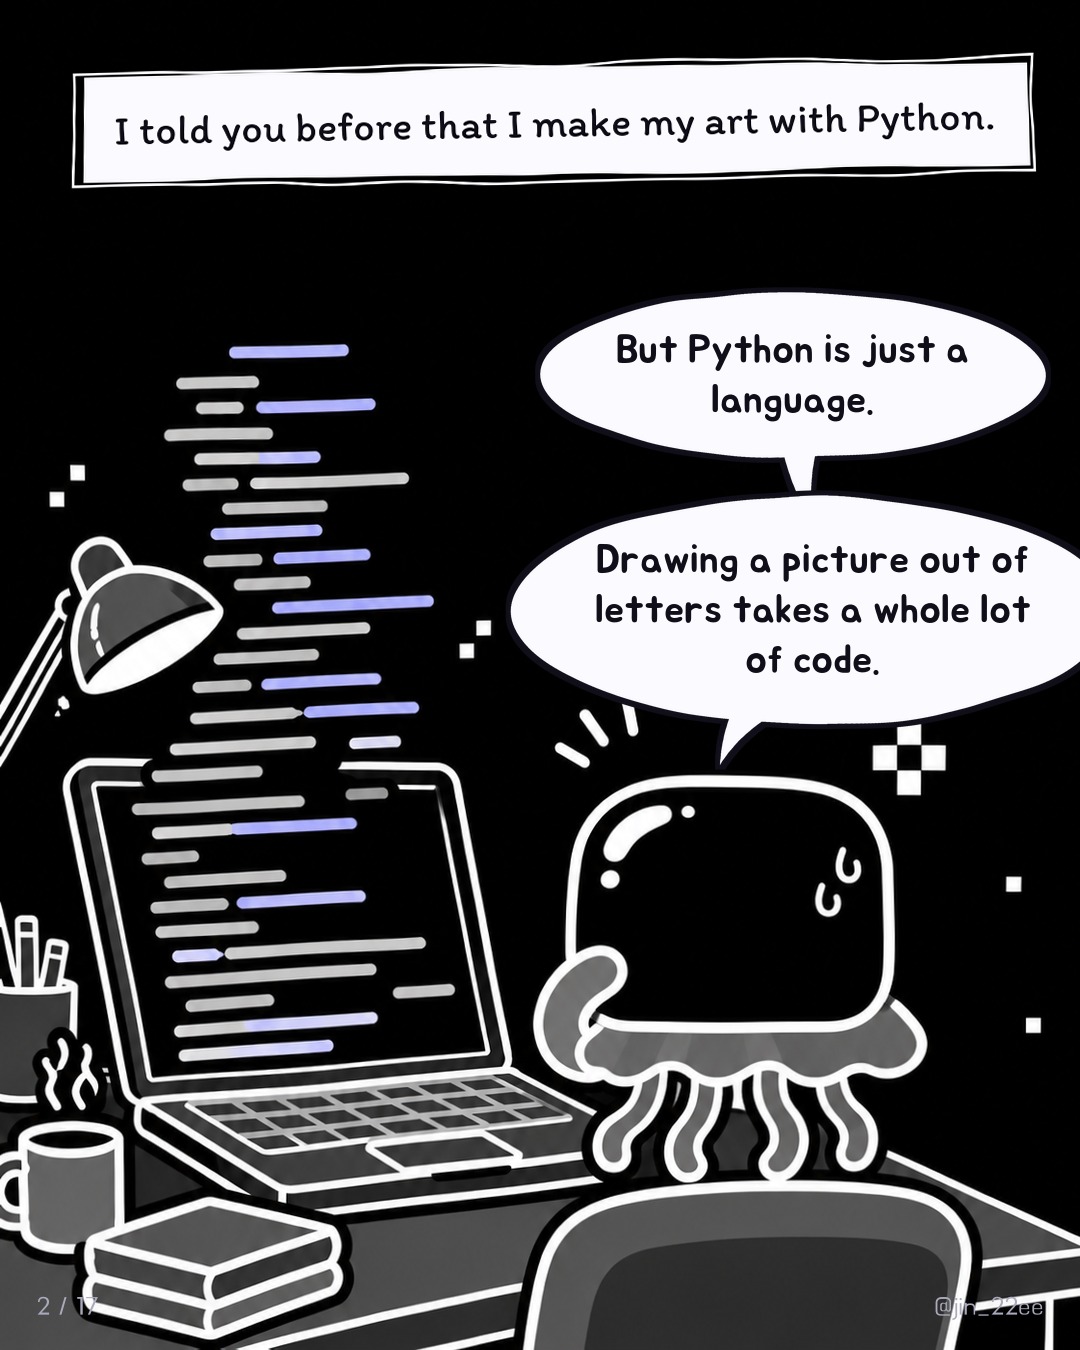 I told you before that I make my art with Python.
But Python is just a
language.
Drawing a picture out of
letters takes a whole lot
of code.
2 / 17
@jin_22ee